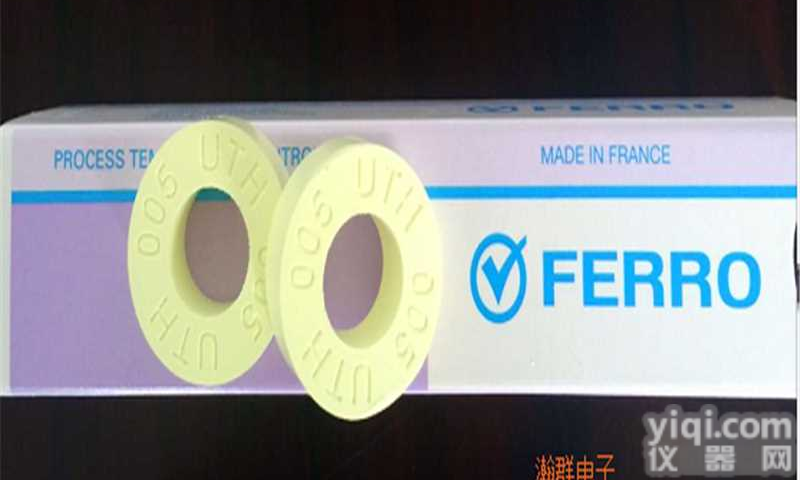 FERRO
PROCESS TE
TRO
MADE IN FRANCE
FERRO
UTH 005 UTH 005
UTH 005 UTH 005
瀚群电子
yiqi.com
仪器网